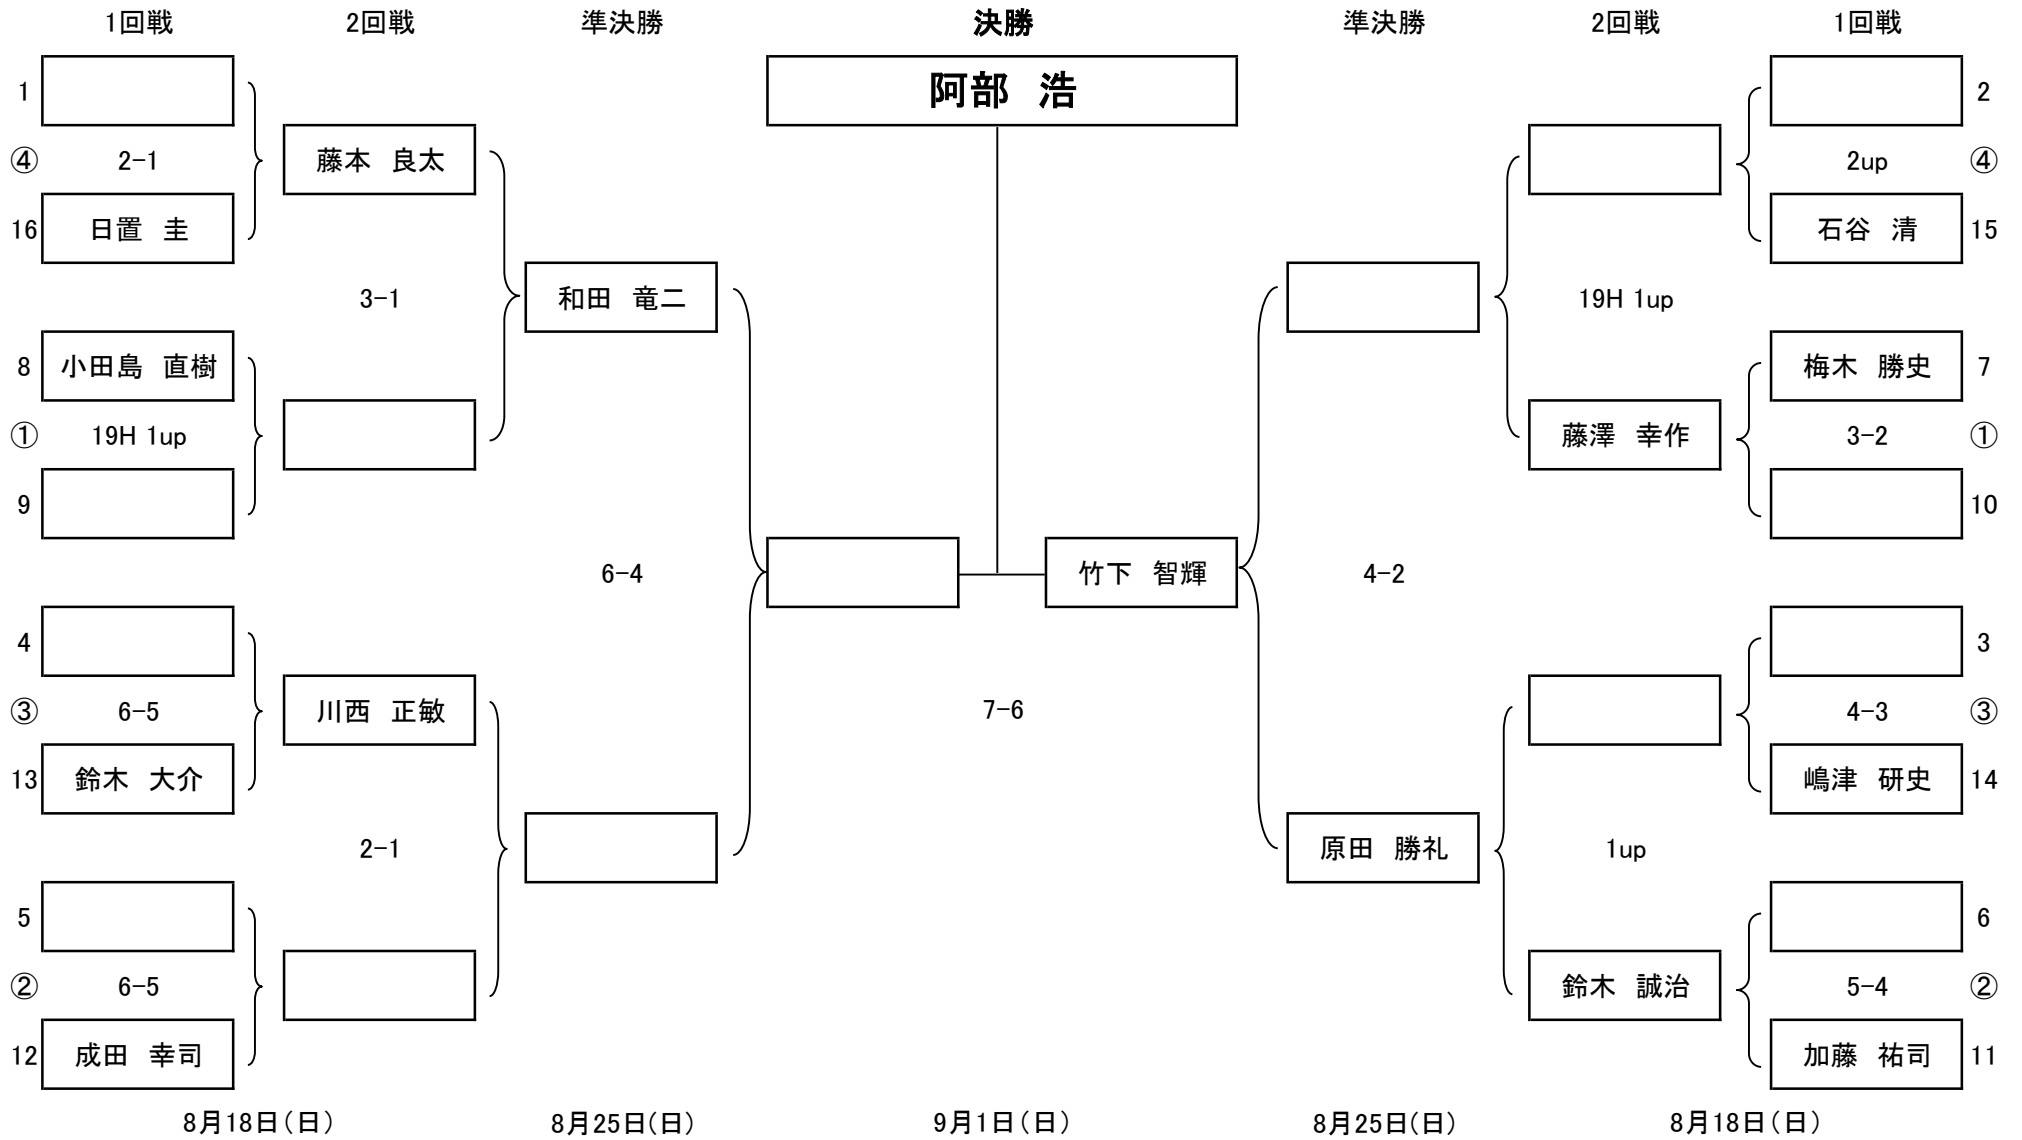 1回戦 2回戦 準決勝 決勝 準決勝 2回戦 1回戦
1 阿部　浩 2
④ 2-1 藤本　良太 2up ④
16 日置　圭 石谷　清 15
3-1 和田　竜二 19H 1up
8 小田島　直樹 梅木　勝史 7
① 19H 1up 藤澤　幸作 3-2 ①
9 10
6-4 竹下　智輝 4-2
4 3
③ 6-5 川西　正敏 7-6 4-3 ③
13 鈴木　大介 嶋津　研史 14
2-1 原田　勝礼 1up
5 6
② 6-5 鈴木　誠治 5-4 ②
12 成田　幸司 加藤　祐司 11
8月18日（日） 8月25日（日） 9月1日（日） 8月25日（日） 8月18日（日）